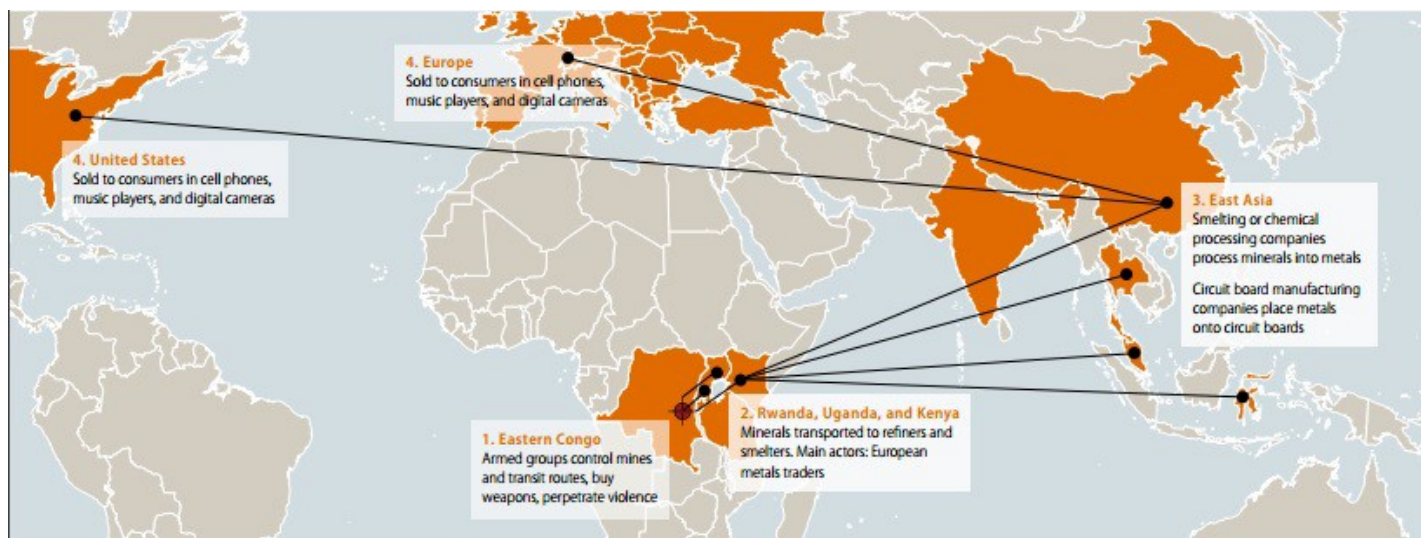 4. Europe
Sold to consumers in cell phones,
music players, and digital cameras
4. United States
Sold to consumers in cell phones,
music players, and digital cameras
3. East Asia
Smelting or chemical
processing companies
process minerals into metals
Circuit board manufacturing
companies place metals
onto circuit boards
2. Rwanda, Uganda, and Kenya
Minerals transported to refiners and
smelters. Main actors: European
metals traders
1. Eastern Congo
Armed groups control mines
and transit routes, buy
weapons, perpetrate violence